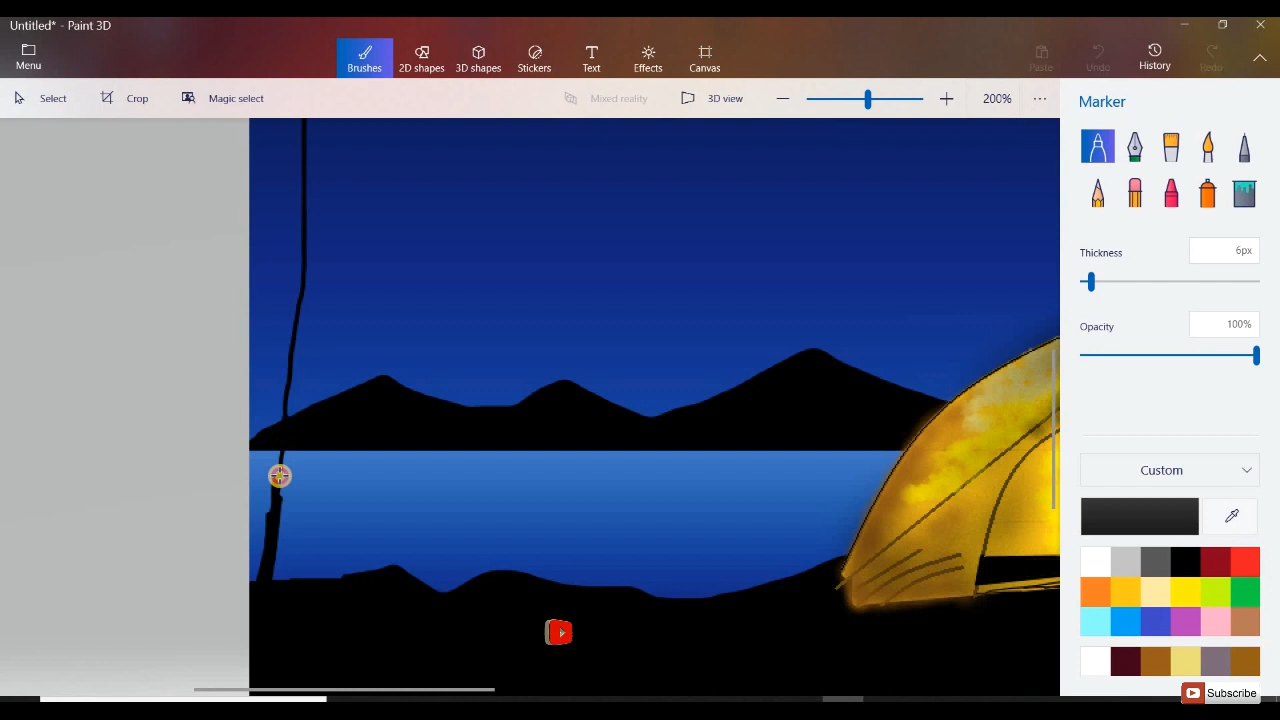 Untitled* - Paint 3D
Menu
Brushes
2D shapes
3D shapes
Stickers
Text
Effects
Canvas
Paste
Undo
History
Redo
Select
Crop
Magic select
Mixed reality
3D view
200%
Marker
Thickness
6px
Opacity
100%
Custom
Subscribe